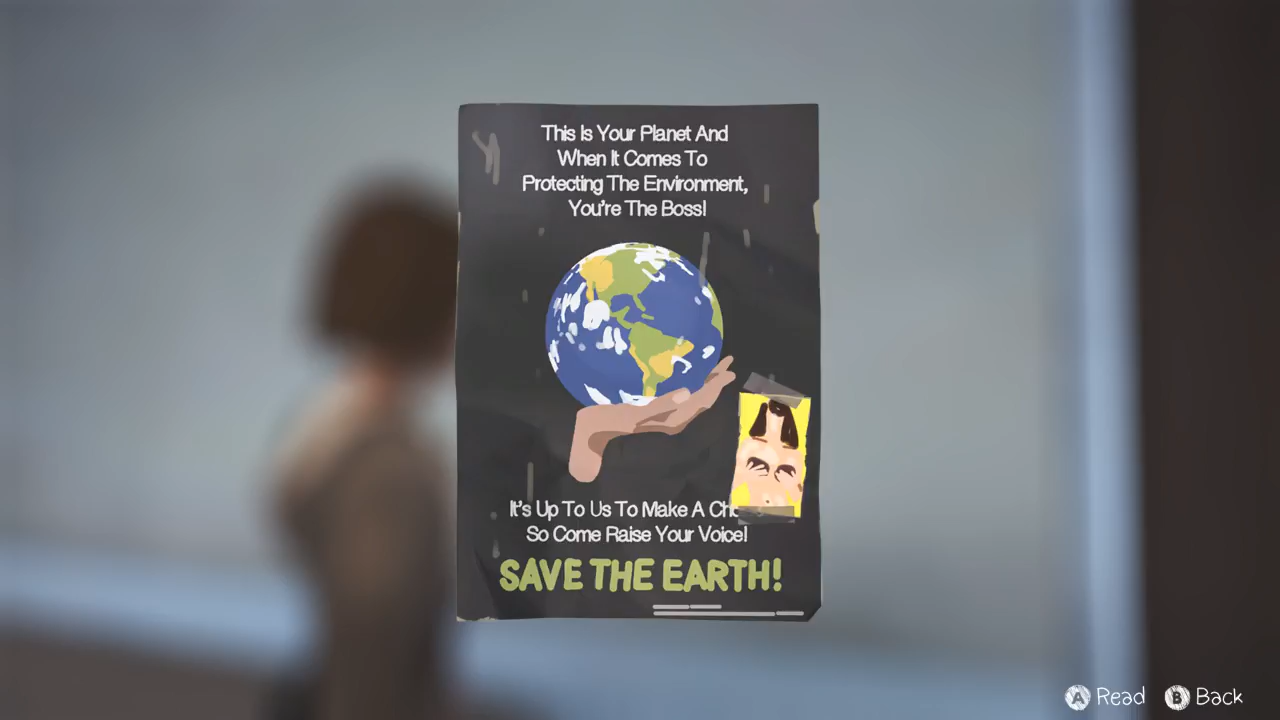 This Is Your Planet And
When It Comes To
Protecting The Environment,
You're The Boss!
It's Up To Us To Make A
So Come Raise Your Voice!
SAVE THE EARTH!
A Read B Back